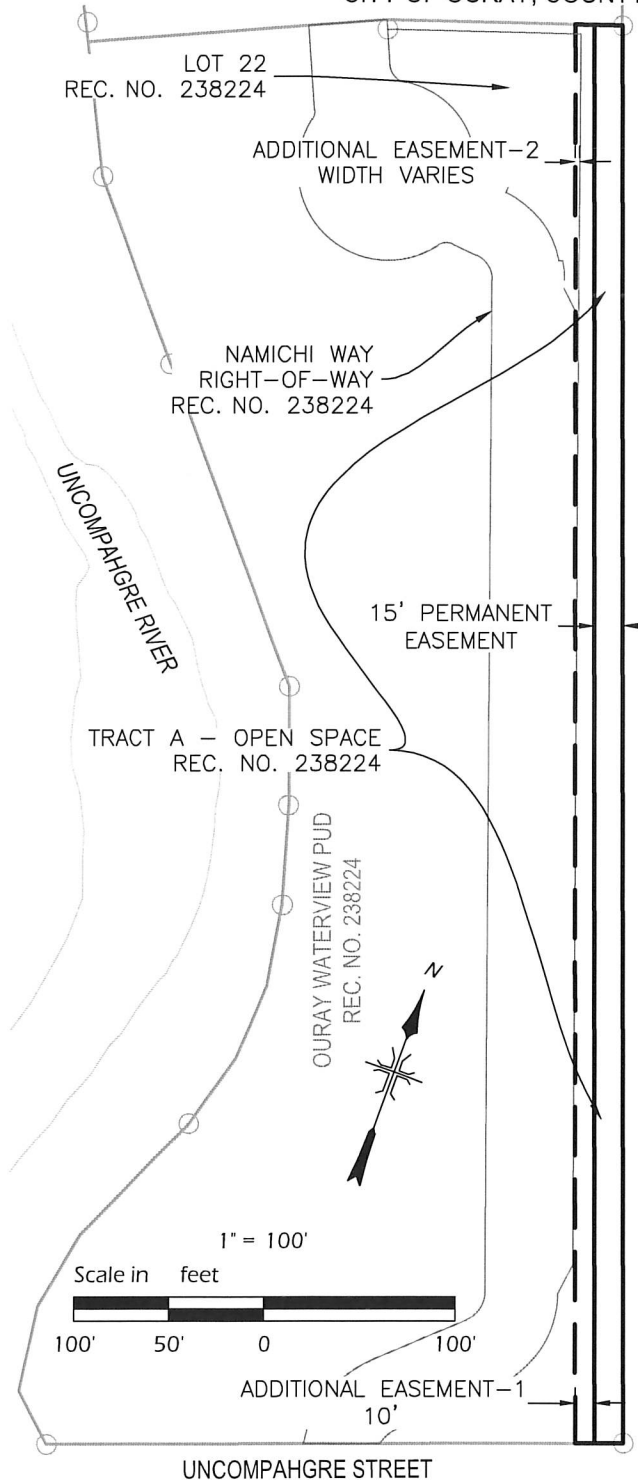 LOT 22
REC. NO. 238224
ADDITIONAL EASEMENT-2
WIDTH VARIES
NAMICHI WAY
RIGHT-OF-WAY
REC. NO. 238224
UNCOMPAHGRE RIVER
15' PERMANENT
EASEMENT
TRACT A - OPEN SPACE
REC. NO. 238224
OURAY WATERVIEW PUD
REC. NO. 238224
N
1" = 100'
Scale in feet
100' 50' 0 100'
ADDITIONAL EASEMENT-1
10'
UNCOMPAHGRE STREET